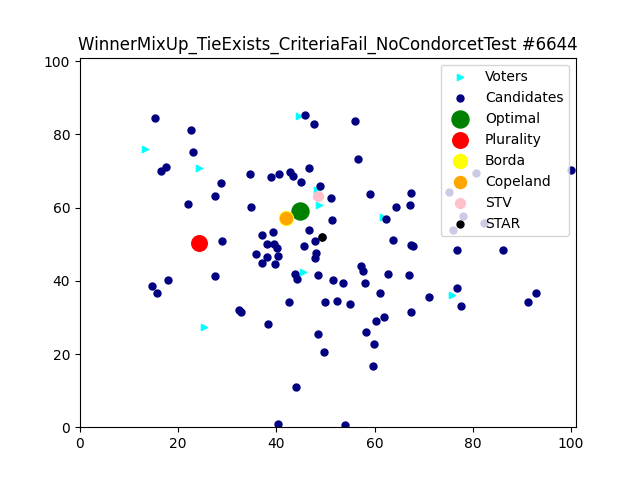 WinnerMixUp_TieExists_CriteriaFail_NoCondorcetTest #6644
100
80
60
40
20
0
0 20 40 60 80 100
Voters
Candidates
Optimal
Plurality
Borda
Copeland
STV
STAR